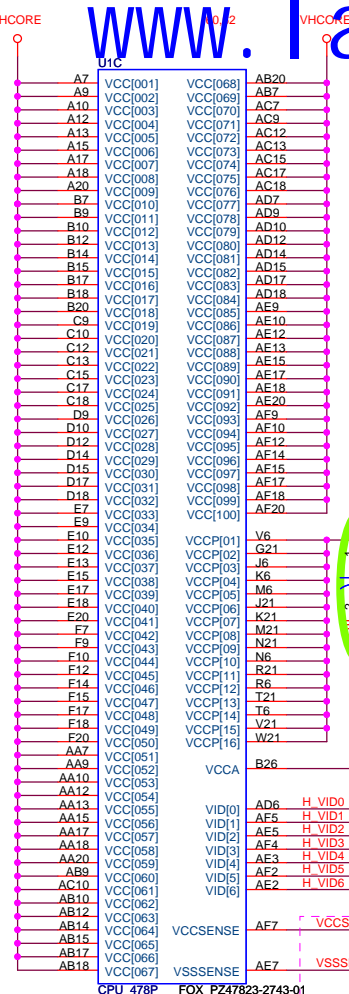 www.la
HCORE
VHCORE
U1C
A7 VCC[001]
A9 VCC[002]
A10 VCC[003]
A12 VCC[004]
A13 VCC[005]
A15 VCC[006]
A17 VCC[007]
A18 VCC[008]
A20 VCC[009]
B7 VCC[010]
B9 VCC[011]
B10 VCC[012]
B12 VCC[013]
B14 VCC[014]
B15 VCC[015]
B17 VCC[016]
B18 VCC[017]
B20 VCC[018]
C9 VCC[019]
C10 VCC[020]
C12 VCC[021]
C13 VCC[022]
C15 VCC[023]
C17 VCC[024]
C18 VCC[025]
D9 VCC[026]
D10 VCC[027]
D12 VCC[028]
D14 VCC[029]
D15 VCC[030]
D17 VCC[031]
D18 VCC[032]
E7 VCC[033]
E9 VCC[034]
E10 VCC[035]
E12 VCC[036]
E13 VCC[037]
E15 VCC[038]
E17 VCC[039]
E18 VCC[040]
E20 VCC[041]
F7 VCC[042]
F9 VCC[043]
F10 VCC[044]
F12 VCC[045]
F14 VCC[046]
F15 VCC[047]
F17 VCC[048]
F18 VCC[049]
F20 VCC[050]
AA7 VCC[051]
AA9 VCC[052]
AA10 VCC[053]
AA12 VCC[054]
AA13 VCC[055]
AA15 VCC[056]
AA17 VCC[057]
AA18 VCC[058]
AA20 VCC[059]
AB9 VCC[060]
AC10 VCC[061]
AB10 VCC[062]
AB12 VCC[063]
AB14 VCC[064]
AB15 VCC[065]
AB17 VCC[066]
AB18 VCC[067]
VCC[068] AB20
VCC[069] AB7
VCC[070] AC7
VCC[071] AC9
VCC[072] AC12
VCC[073] AC13
VCC[074] AC15
VCC[075] AC17
VCC[076] AC18
VCC[077] AD7
VCC[078] AD9
VCC[079] AD10
VCC[080] AD12
VCC[081] AD14
VCC[082] AD15
VCC[083] AD17
VCC[084] AD18
VCC[085] AE9
VCC[086] AE10
VCC[087] AE12
VCC[088] AE13
VCC[089] AE15
VCC[090] AE17
VCC[091] AE18
VCC[092] AE20
VCC[093] AF9
VCC[094] AF10
VCC[095] AF12
VCC[096] AF14
VCC[097] AF15
VCC[098] AF17
VCC[099] AF18
VCC[100] AF20
VCCP[01] V6
VCCP[02] G21
VCCP[03] J6
VCCP[04] K6
VCCP[05] M6
VCCP[06] J21
VCCP[07] K21
VCCP[08] M21
VCCP[09] N21
VCCP[10] N6
VCCP[11] R21
VCCP[12] R6
VCCP[13] T21
VCCP[14] T6
VCCP[15] V21
VCCP[16] W21
VCCA B26
VID[0] AD6 H_VID0
VID[1] AF5 H_VID1
VID[2] AE5 H_VID2
VID[3] AF4 H_VID3
VID[4] AE3 H_VID4
VID[5] AF2 H_VID5
VID[6] AE2 H_VID6
VCCSENSE AF7 VCCS
VSSSENSE AE7 VSSS
CPU_478P FOX_PZ47823-2743-01